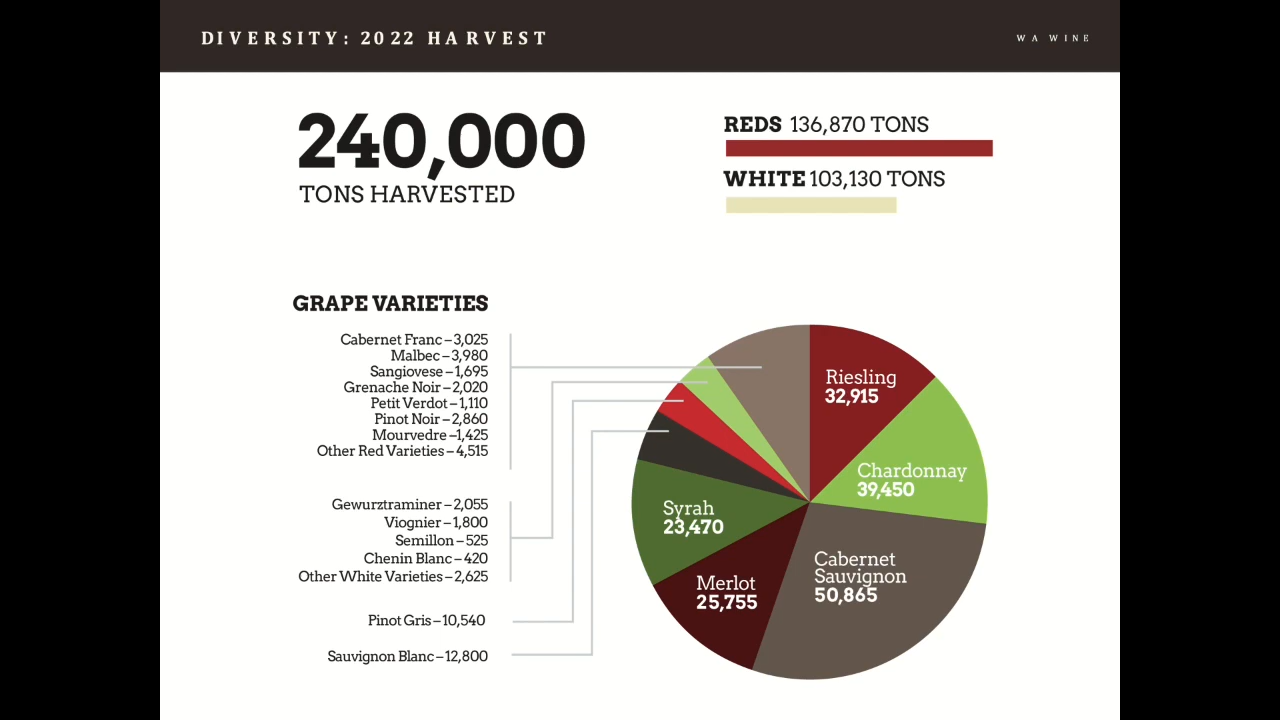 DIVERSITY: 2022 HARVEST
WA WINE
240,000
TONS HARVESTED
REDS 136,870 TONS
WHITE 103,130 TONS
GRAPE VARIETIES
Cabernet Franc – 3,025
Malbec – 3,980
Sangiovese – 1,695
Grenache Noir – 2,020
Petit Verdot – 1,110
Pinot Noir – 2,860
Mourvedre –1,425
Other Red Varieties – 4,515
Gewurztraminer – 2,055
Viognier – 1,800
Semillon – 525
Chenin Blanc – 420
Other White Varieties – 2,625
Pinot Gris – 10,540
Sauvignon Blanc – 12,800
Riesling
32,915
Chardonnay
39,450
Cabernet
Sauvignon
50,865
Merlot
25,755
Syrah
23,470